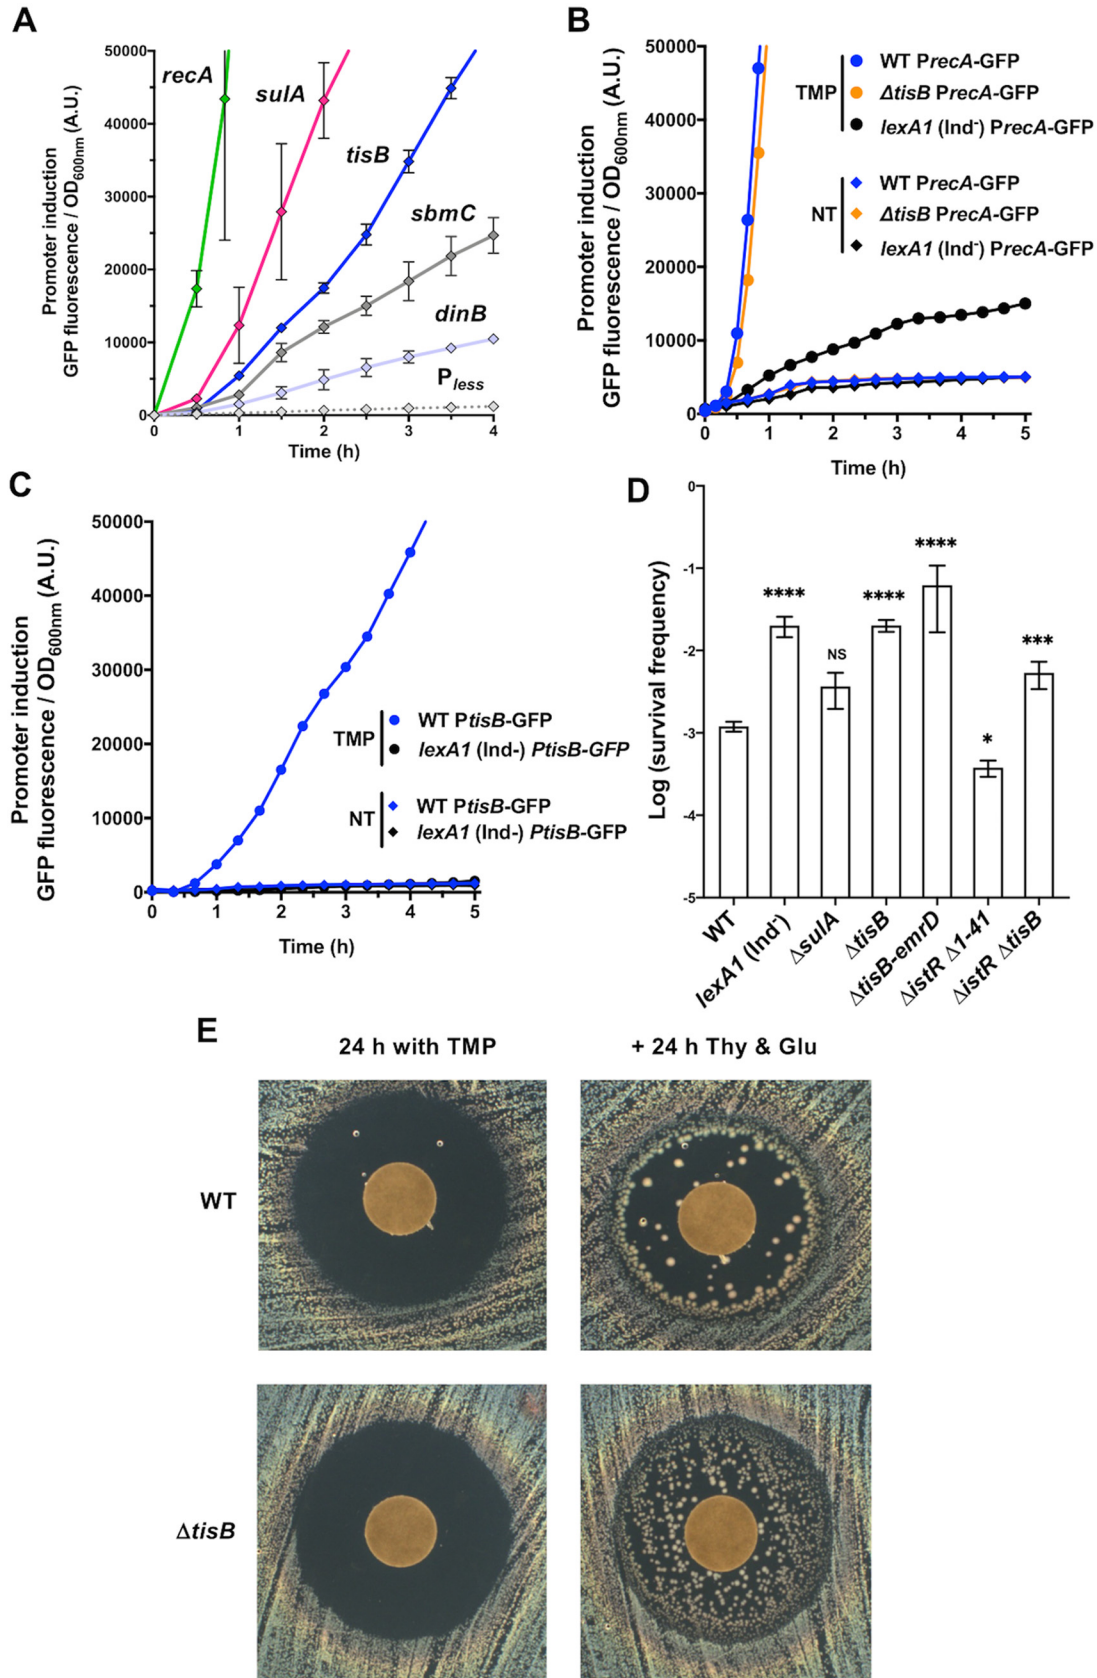 A
Promoter induction
GFP fluorescence / OD600nm (A.U.)
50000
40000
30000
20000
10000
0
recA
sulA
tisB
sbmC
dinB
Pless
0 1 2 3 4
Time (h)
B
Promoter induction
GFP fluorescence / OD600nm (A.U.)
50000
40000
30000
20000
10000
0
TMP
WT PrecA-GFP
ΔtisB PrecA-GFP
lexA1 (Ind-) PrecA-GFP
NT
WT PrecA-GFP
ΔtisB PrecA-GFP
lexA1 (Ind-) PrecA-GFP
0 1 2 3 4 5
Time (h)
C
Promoter induction
GFP fluorescence / OD600nm (A.U.)
50000
40000
30000
20000
10000
0
TMP
WT PtisB-GFP
lexA1 (Ind-) PtisB-GFP
NT
WT PtisB-GFP
lexA1 (Ind-) PtisB-GFP
0 1 2 3 4 5
Time (h)
D
Log (survival frequency)
0
-1
-2
-3
-4
-5
****
NS
****
****
*
***
WT
lexA1 (Ind-)
ΔsulA
ΔtisB
ΔtisB-emrD
ΔistR Δ1-41
ΔistR ΔtisB
E
24 h with TMP
+ 24 h Thy & Glu
WT
ΔtisB